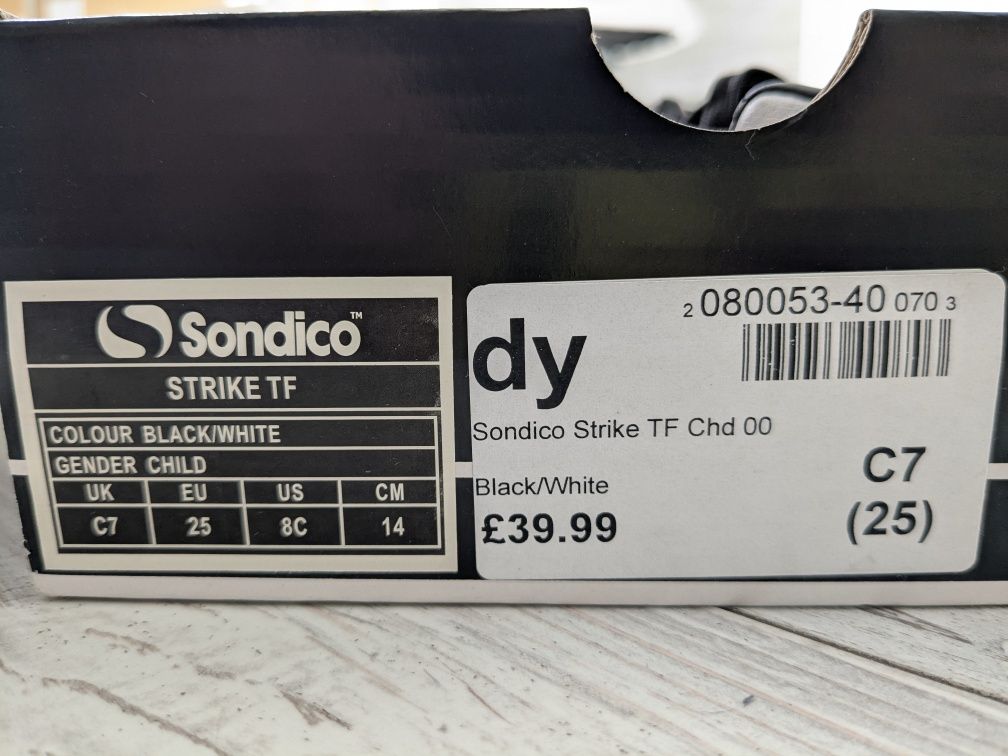 Sondico™
STRIKE TF
COLOUR BLACK/WHITE
GENDER CHILD
UK EU US CM
C7 25 8C 14
2 080053-40 070 3
dy
Sondico Strike TF Chd 00
C7
Black/White
£39.99 (25)